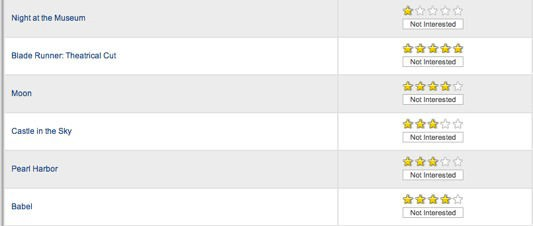 Night at the Museum
Not Interested
Blade Runner: Theatrical Cut
Not Interested
Moon
Not Interested
Castle in the Sky
Not Interested
Pearl Harbor
Not Interested
Babel
Not Interested